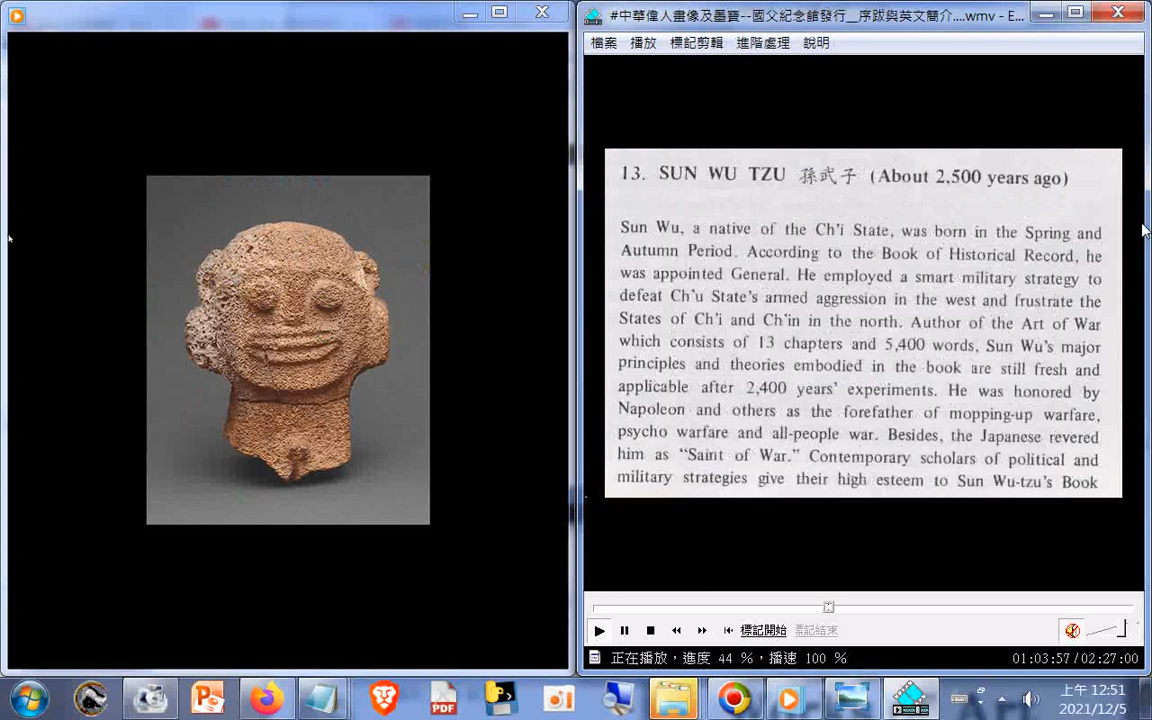 #中華偉人畫像及墨寶--國父紀念館發行__序跋與英文簡介....wmv - E...
檔案 播放 標記剪輯 進階處理 說明
13. SUN WU TZU 孫武子 (About 2,500 years ago)
Sun Wu, a native of the Ch'i State, was born in the Spring and
Autumn Period. According to the Book of Historical Record, he
was appointed General. He employed a smart military strategy to
defeat Ch'u State's armed aggression in the west and frustrate the
States of Ch'i and Ch'in in the north. Author of the Art of War
which consists of 13 chapters and 5,400 words, Sun Wu's major
principles and theories embodied in the book are still fresh and
applicable after 2,400 years' experiments. He was honored by
Napoleon and others as the forefather of mopping-up warfare,
psycho warfare and all-people war. Besides, the Japanese revered
him as "Saint of War." Contemporary scholars of political and
military strategies give their high esteem to Sun Wu-tzu's Book
標記開始 標記結束
正在播放，進度 44 %，播速 100 % 01:03:57 / 02:27:00
PDF
上午 12:51
2021/12/5